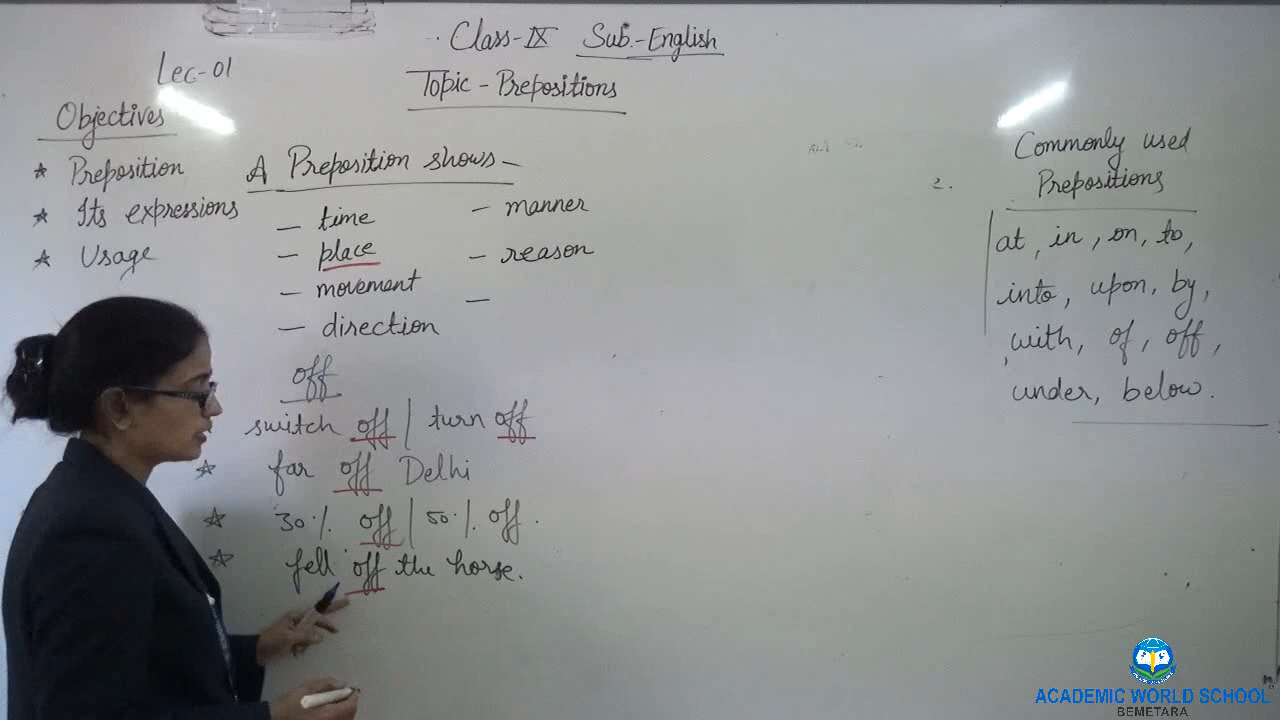 Class-IX Sub.-English
Lec-01
Topic - Prepositions
Objectives
★ Preposition
★ Its expressions
★ Usage
A Preposition shows-
- time
- place
- movement
- direction
- manner
- reason
-
off
switch off | turn off
★ far off Delhi
★ 30% off | 50% off.
★ fell off the horse.
2.
Commonly used
Prepositions
at, in, on, to,
into, upon, by,
with, of, off,
under, below.
ACADEMIC WORLD SCHOOL
BEMETARA